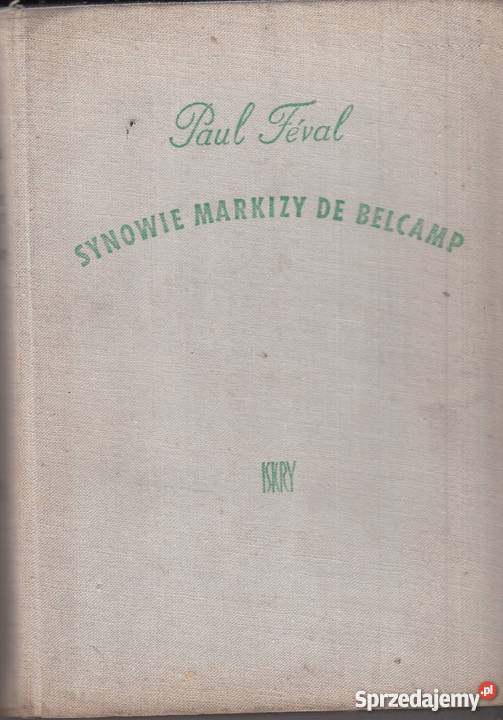 Paul Féval
SYNOWIE MARKIZY DE BELCAMP
ISKRY
Sprzedajemy.pl